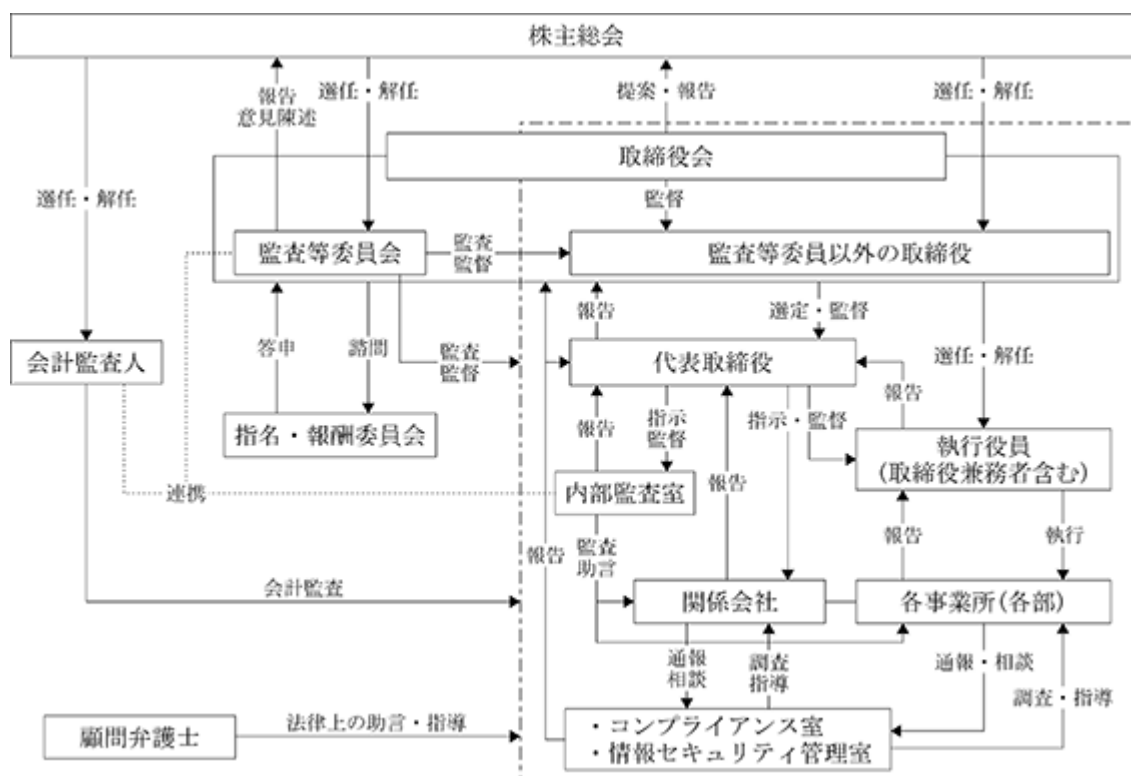 株主総会
報告
意見陳述
選任・解任
提案・報告
選任・解任
取締役会
選任・解任
監督
監査等委員会
監査
監督
監査等委員以外の取締役
報告
選定・監督
会計監査人
答申
諮問
監査
監督
代表取締役
選任・解任
報告
指名・報酬委員会
報告
指示
監督
指示・監督
執行役員
(取締役兼務者含む)
報告
連携
内部監査室
報告
監査
助言
報告
執行
会計監査
関係会社
各事業所(各部)
通報
相談
調査
指導
通報・相談
調査・指導
顧問弁護士
法律上の助言・指導
・コンプライアンス室
・情報セキュリティ管理室